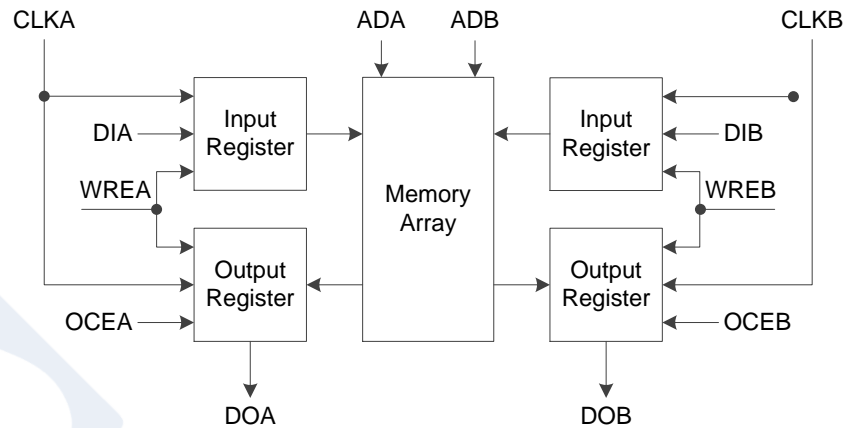 CLKA ADA ADB CLKB
Input
Register
Input
Register
DIA
DIB
WREA
Memory
Array
WREB
Output
Register
Output
Register
OCEA
OCEB
DOA DOB